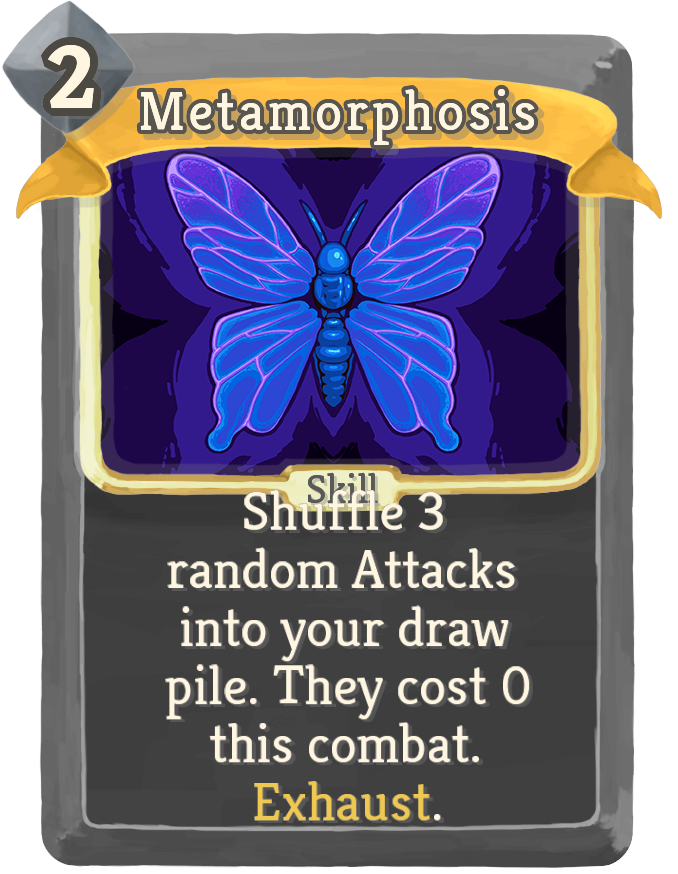 2
Metamorphosis
Skill
Shuffle 3
random Attacks
into your draw
pile. They cost 0
this combat.
Exhaust.